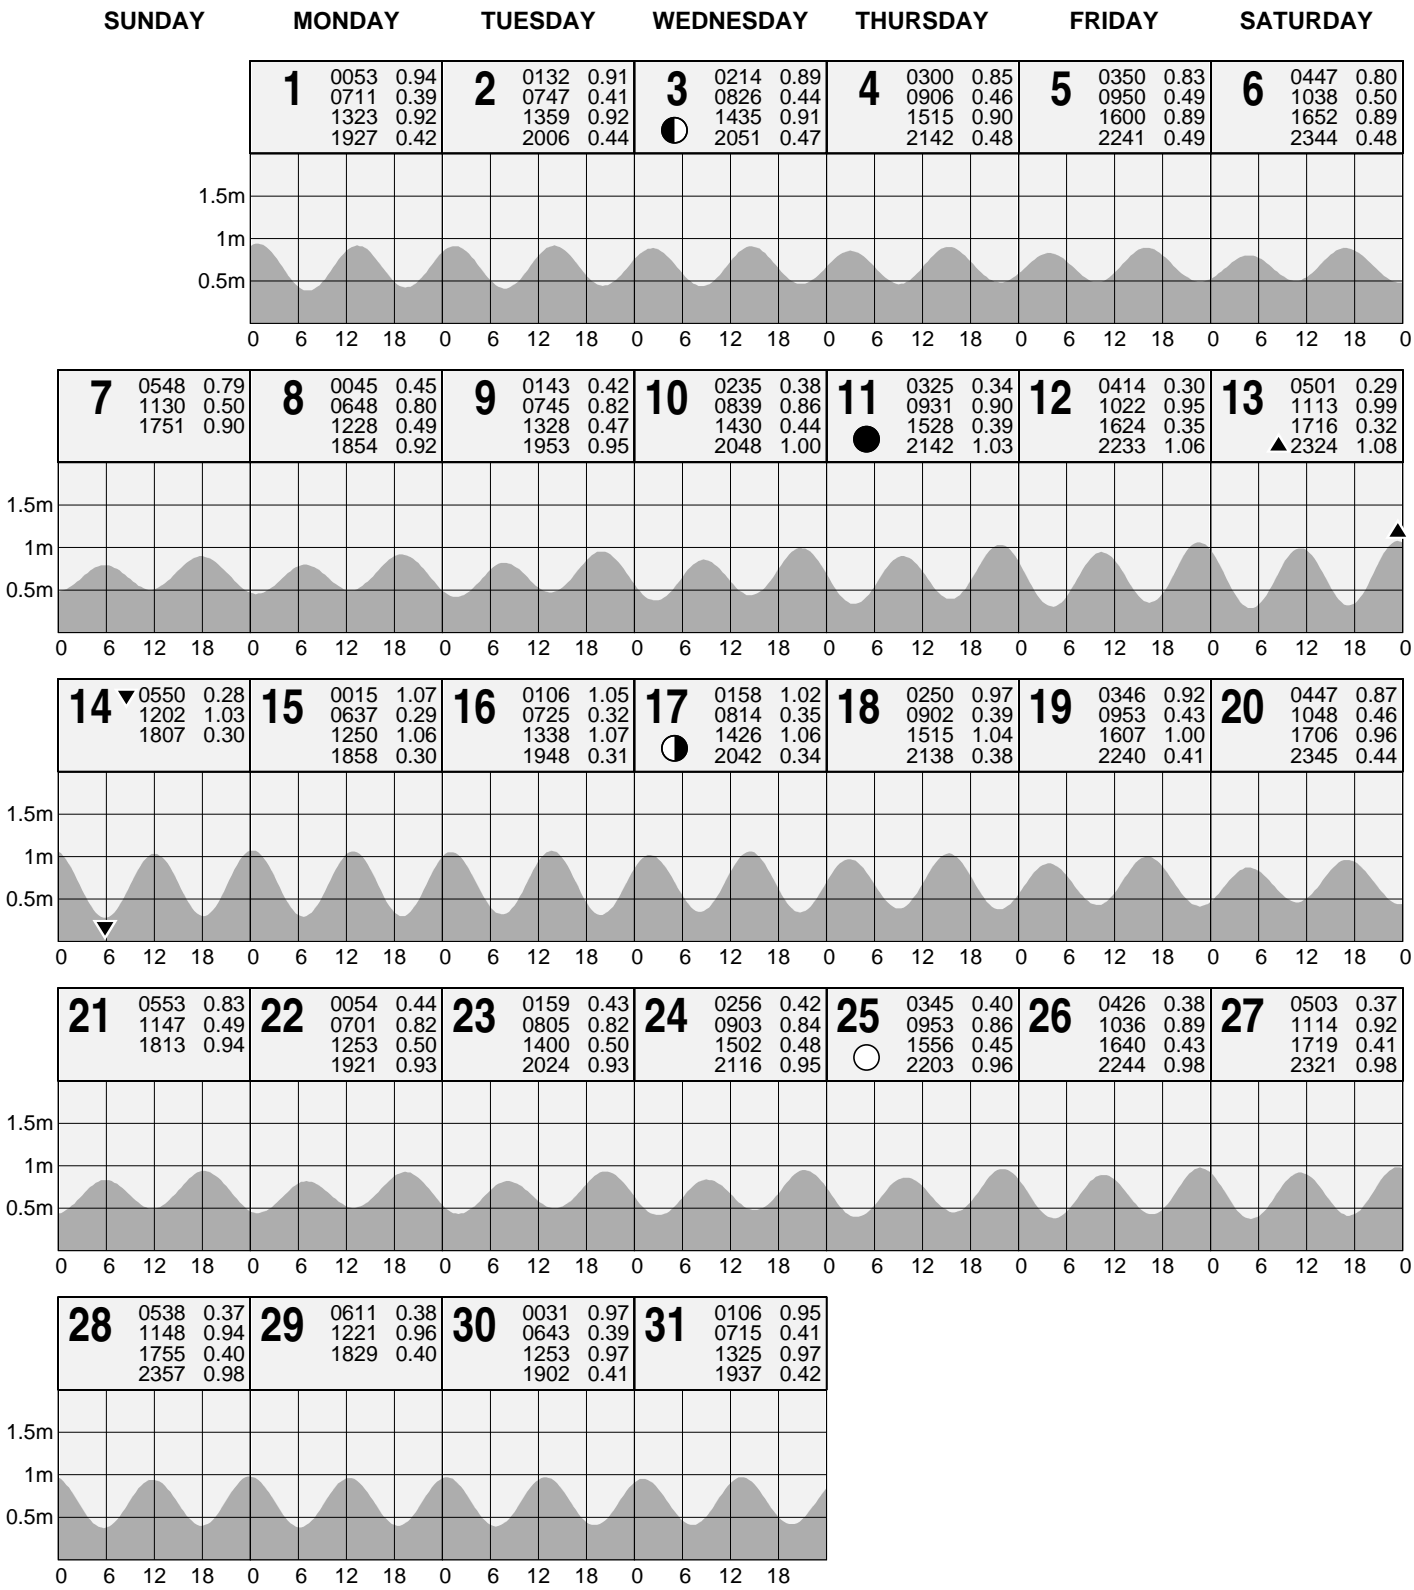 SUNDAY MONDAY TUESDAY WEDNESDAY THURSDAY FRIDAY SATURDAY
1 0053 0.94
0711 0.39
1323 0.92
1927 0.42
2 0132 0.91
0747 0.41
1359 0.92
2006 0.44
3 0214 0.89
0826 0.44
1435 0.91
2051 0.47
4 0300 0.85
0906 0.46
1515 0.90
2142 0.48
5 0350 0.83
0950 0.49
1600 0.89
2241 0.49
6 0447 0.80
1038 0.50
1652 0.89
2344 0.48
1.5m
1m
0.5m
0 6 12 18 0 6 12 18 0 6 12 18 0 6 12 18 0 6 12 18 0 6 12 18 0
7 0548 0.79
1130 0.50
1751 0.90
8 0045 0.45
0648 0.80
1228 0.49
1854 0.92
9 0143 0.42
0745 0.82
1328 0.47
1953 0.95
10 0235 0.38
0839 0.86
1430 0.44
2048 1.00
11 0325 0.34
0931 0.90
1528 0.39
2142 1.03
12 0414 0.30
1022 0.95
1624 0.35
2233 1.06
13 0501 0.29
1113 0.99
1716 0.32
2324 1.08
1.5m
1m
0.5m
0 6 12 18 0 6 12 18 0 6 12 18 0 6 12 18 0 6 12 18 0 6 12 18 0 6 12 18 0
14 0550 0.28
1202 1.03
1807 0.30
15 0015 1.07
0637 0.29
1250 1.06
1858 0.30
16 0106 1.05
0725 0.32
1338 1.07
1948 0.31
17 0158 1.02
0814 0.35
1426 1.06
2042 0.34
18 0250 0.97
0902 0.39
1515 1.04
2138 0.38
19 0346 0.92
0953 0.43
1607 1.00
2240 0.41
20 0447 0.87
1048 0.46
1706 0.96
2345 0.44
1.5m
1m
0.5m
0 6 12 18 0 6 12 18 0 6 12 18 0 6 12 18 0 6 12 18 0 6 12 18 0 6 12 18 0
21 0553 0.83
1147 0.49
1813 0.94
22 0054 0.44
0701 0.82
1253 0.50
1921 0.93
23 0159 0.43
0805 0.82
1400 0.50
2024 0.93
24 0256 0.42
0903 0.84
1502 0.48
2116 0.95
25 0345 0.40
0953 0.86
1556 0.45
2203 0.96
26 0426 0.38
1036 0.89
1640 0.43
2244 0.98
27 0503 0.37
1114 0.92
1719 0.41
2321 0.98
1.5m
1m
0.5m
0 6 12 18 0 6 12 18 0 6 12 18 0 6 12 18 0 6 12 18 0 6 12 18 0 6 12 18 0
28 0538 0.37
1148 0.94
1755 0.40
2357 0.98
29 0611 0.38
1221 0.96
1829 0.40
30 0031 0.97
0643 0.39
1253 0.97
1902 0.41
31 0106 0.95
0715 0.41
1325 0.97
1937 0.42
1.5m
1m
0.5m
0 6 12 18 0 6 12 18 0 6 12 18 0 6 12 18